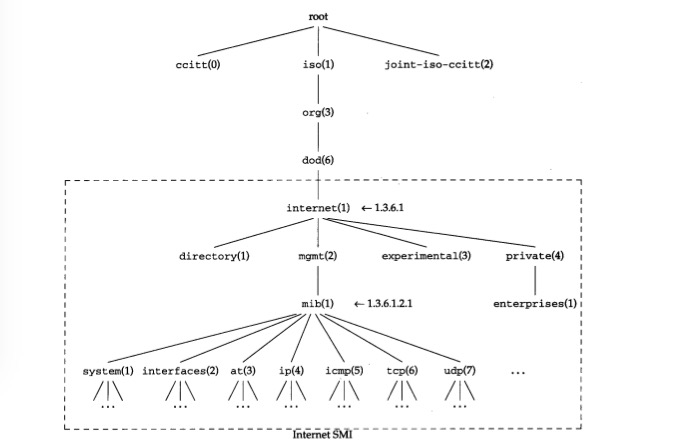 root
ccitt(0) iso(1) joint-iso-ccitt(2)
org(3)
dod(6)
internet(1) ←1.3.6.1
directory(1) mgmt(2) experimental(3) private(4)
mib(1) ←1.3.6.1.2.1 enterprises(1)
system(1) interfaces(2) at(3) ip(4) icmp(5) tcp(6) udp(7) ...
... ... ... ... ... ... ...
Internet SMI